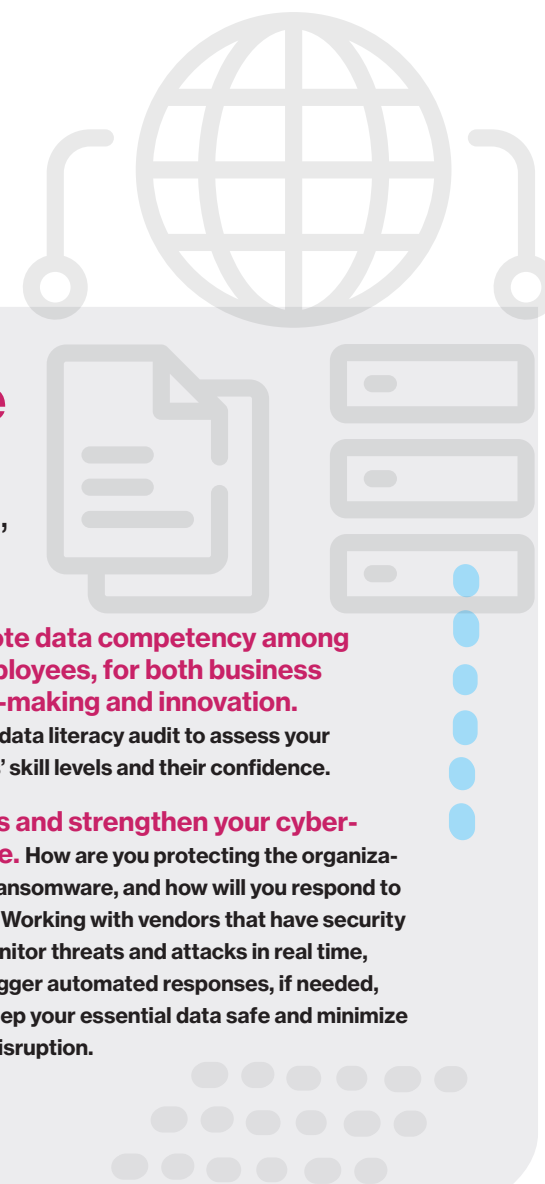 e
,
ote data competency among
ployees, for both business
-making and innovation.
data literacy audit to assess your
s’ skill levels and their confidence.
s and strengthen your cyber-
e. How are you protecting the organiza-
ansomware, and how will you respond to
Working with vendors that have security
nitor threats and attacks in real time,
gger automated responses, if needed,
ep your essential data safe and minimize
isruption.